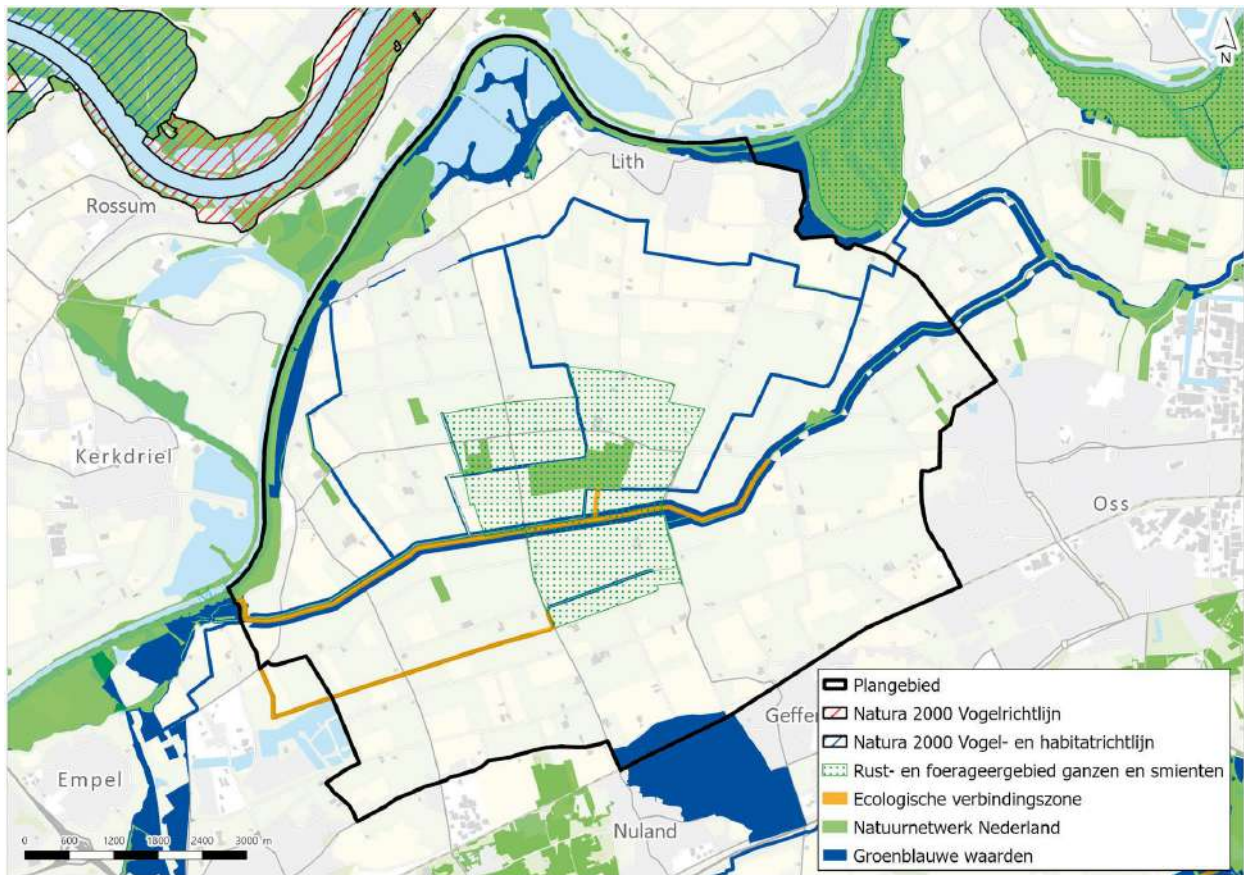 N
Lith
Rossum
Kerkdriel
Oss
Empel
Nuland
Geffen
Plangebied
Natura 2000 Vogelrichtlijn
Natura 2000 Vogel- en habitatrichtlijn
Rust- en foerageergebied ganzen en smienten
Ecologische verbindingszone
Natuurnetwerk Nederland
Groenblauwe waarden
0 600 1200 1800 2400 3000 m